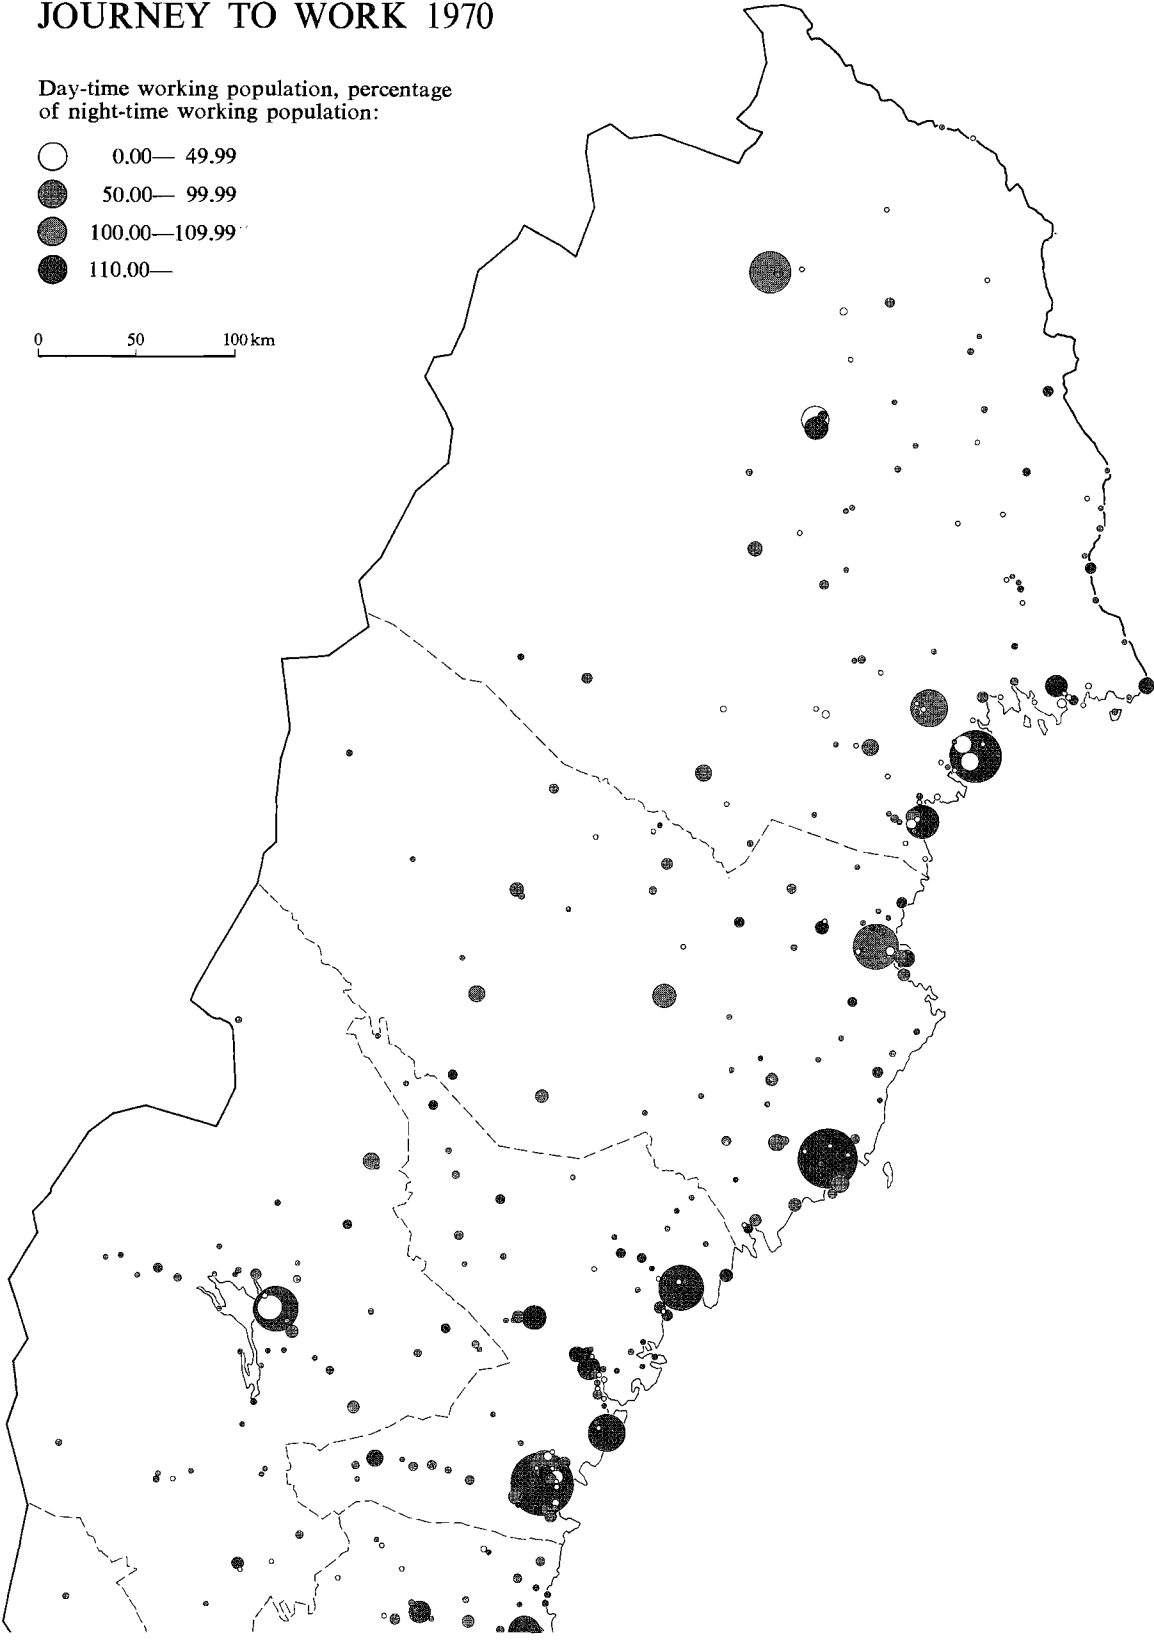 JOURNEY TO WORK 1970
Day-time working population, percentage
of night-time working population:
0.00— 49.99
50.00— 99.99
100.00—109.99
110.00—
0 50 100 km